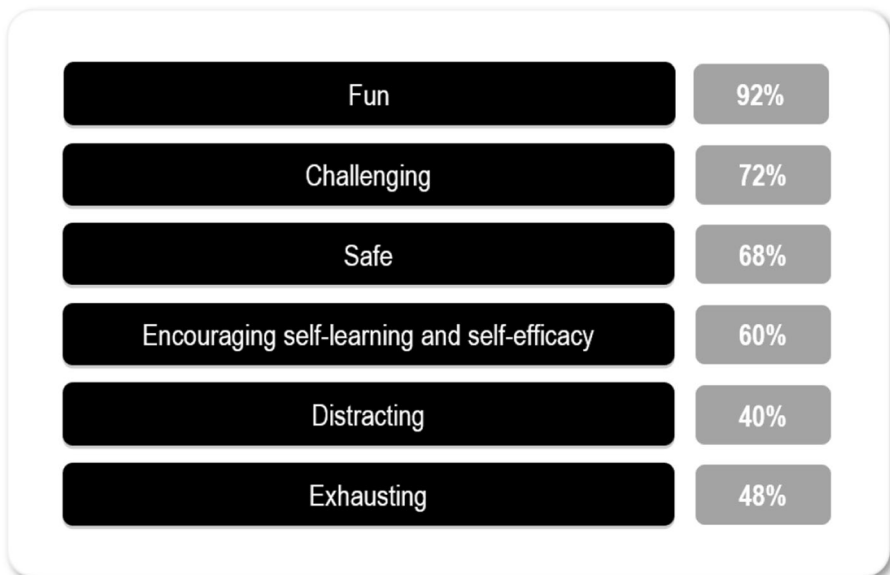 Fun 92%
Challenging 72%
Safe 68%
Encouraging self-learning and self-efficacy 60%
Distracting 40%
Exhausting 48%